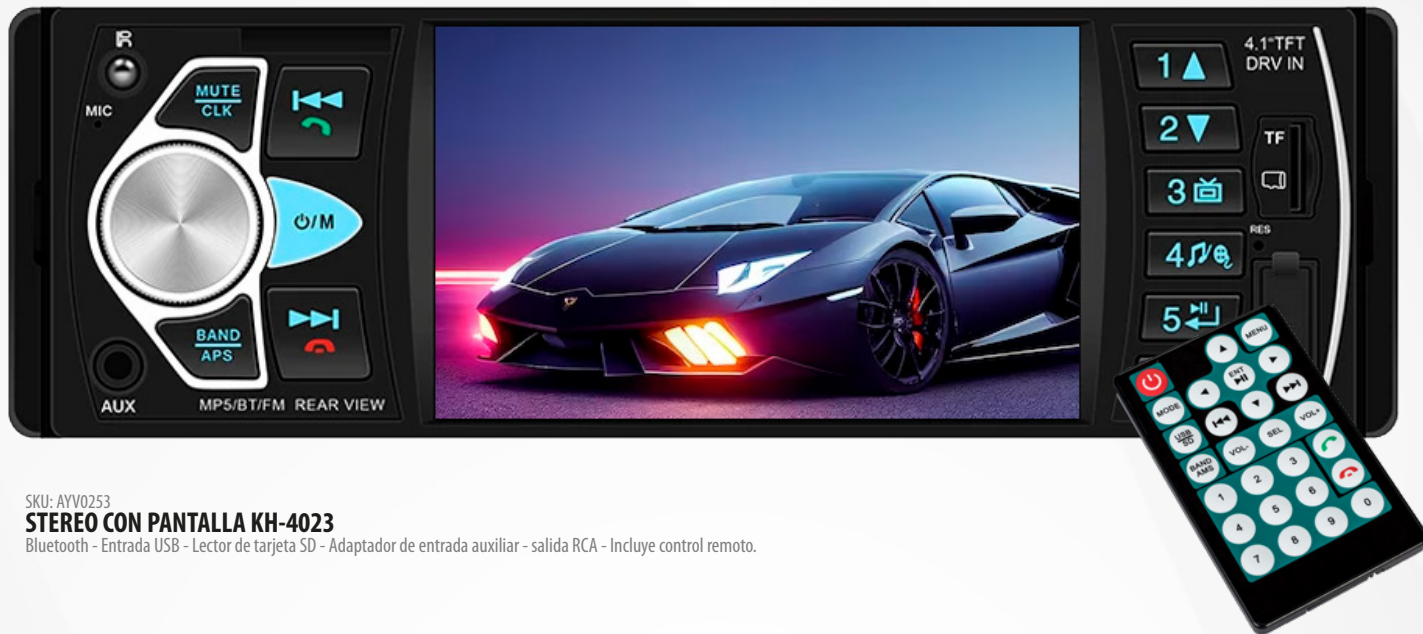 MIC
MUTE
CLK
⏻/M
BAND
APS
AUX
MP5/BT/FM REAR VIEW
1
2
3
4
5
4.1"TFT
DRV IN
TF
RES
MENU
ENT
MODE
USB
SD
BAND
AMS
VOL-
SEL
VOL+
1
2
3
4
5
6
7
8
9
0
SKU: AYV0253
STEREO CON PANTALLA KH-4023
Bluetooth - Entrada USB - Lector de tarjeta SD - Adaptador de entrada auxiliar - salida RCA - Incluye control remoto.